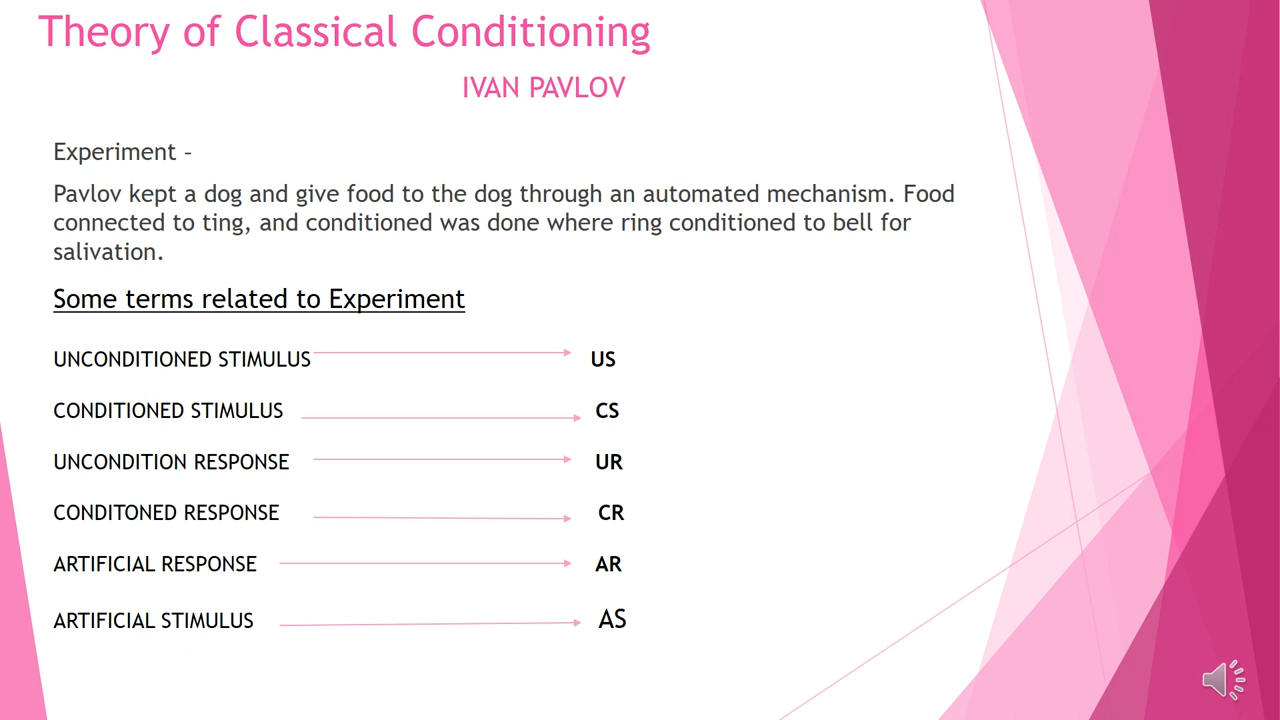 Theory of Classical Conditioning
IVAN PAVLOV
Experiment –
Pavlov kept a dog and give food to the dog through an automated mechanism. Food
connected to ting, and conditioned was done where ring conditioned to bell for
salivation.
Some terms related to Experiment
UNCONDITIONED STIMULUS US
CONDITIONED STIMULUS CS
UNCONDITION RESPONSE UR
CONDITONED RESPONSE CR
ARTIFICIAL RESPONSE AR
ARTIFICIAL STIMULUS AS